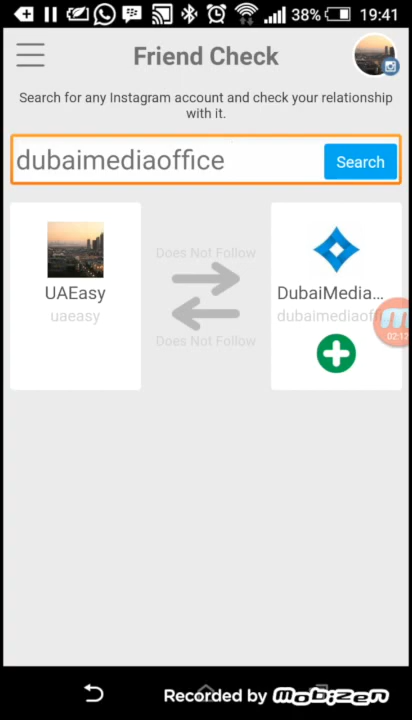 38% 19:41
Friend Check
Search for any Instagram account and check your relationship
with it.
dubaimediaoffice
Search
Does Not Follow
UAEasy
uaeasy
DubaiMedia...
dubaimediaof
Does Not Follow
Recorded by Mobizen